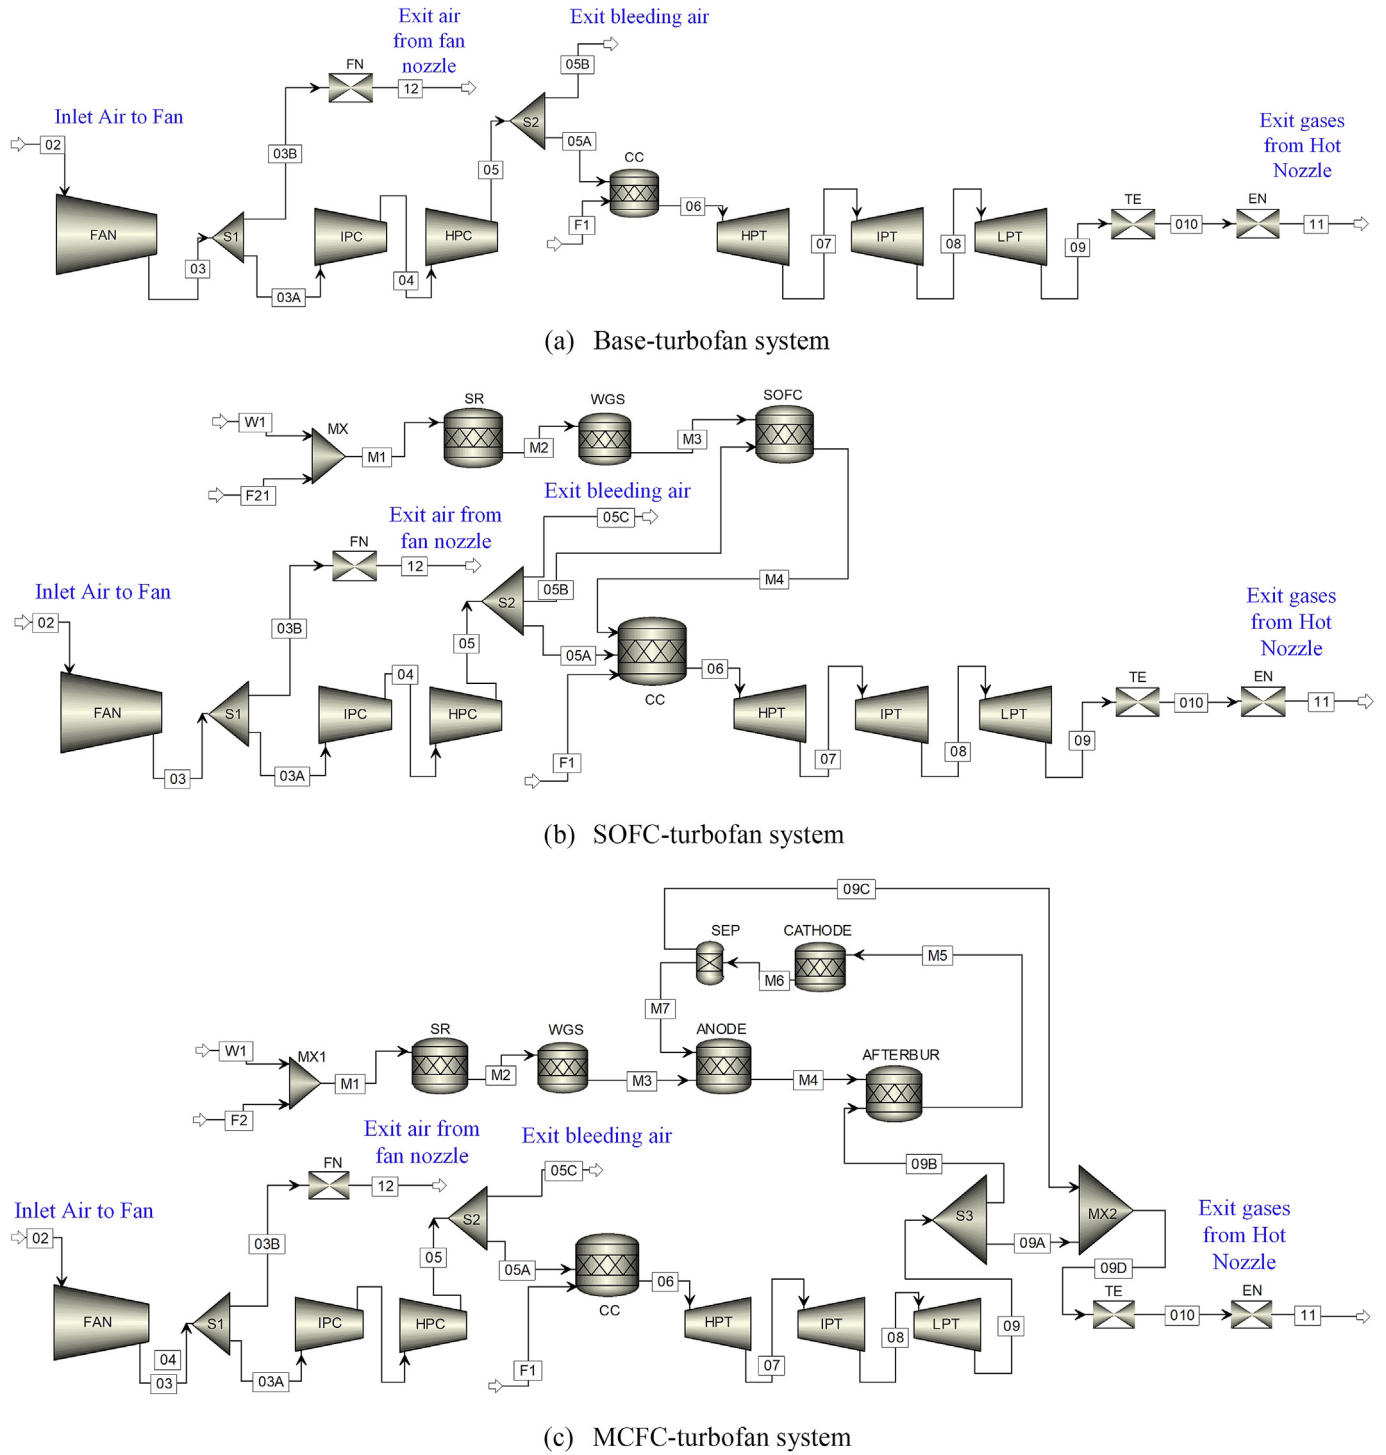 Exit air
from fan
nozzle
Exit bleeding air
Inlet Air to Fan
Exit gases
from Hot
Nozzle
FN
12
05B
02
03B
S2
05A
CC
05
F1
06
FAN
S1
IPC
HPC
HPT
IPT
LPT
TE
010
EN
11
03
03A
04
07
08
09
(a) Base-turbofan system
W1
MX
M1
F21
SR
M2
WGS
M3
SOFC
Exit bleeding air
05C
Exit air from
fan nozzle
FN
12
05B
M4
Inlet Air to Fan
02
03B
S2
05
05A
CC
06
F1
Exit gases
from Hot
Nozzle
FAN
S1
04
IPC
HPC
HPT
IPT
LPT
TE
010
EN
11
03
03A
07
08
09
(b) SOFC-turbofan system
09C
SEP
CATHODE
M5
M6
M7
W1
MX1
M1
F2
SR
M2
WGS
M3
ANODE
M4
AFTERBUR
Exit air from
fan nozzle
Exit bleeding air
05C
FN
12
09B
S3
09A
MX2
09D
Inlet Air to Fan
02
03B
S2
05
05A
CC
06
F1
Exit gases
from Hot
Nozzle
FAN
S1
04
IPC
HPC
HPT
IPT
LPT
TE
010
EN
11
03
03A
07
08
09
(c) MCFC-turbofan system